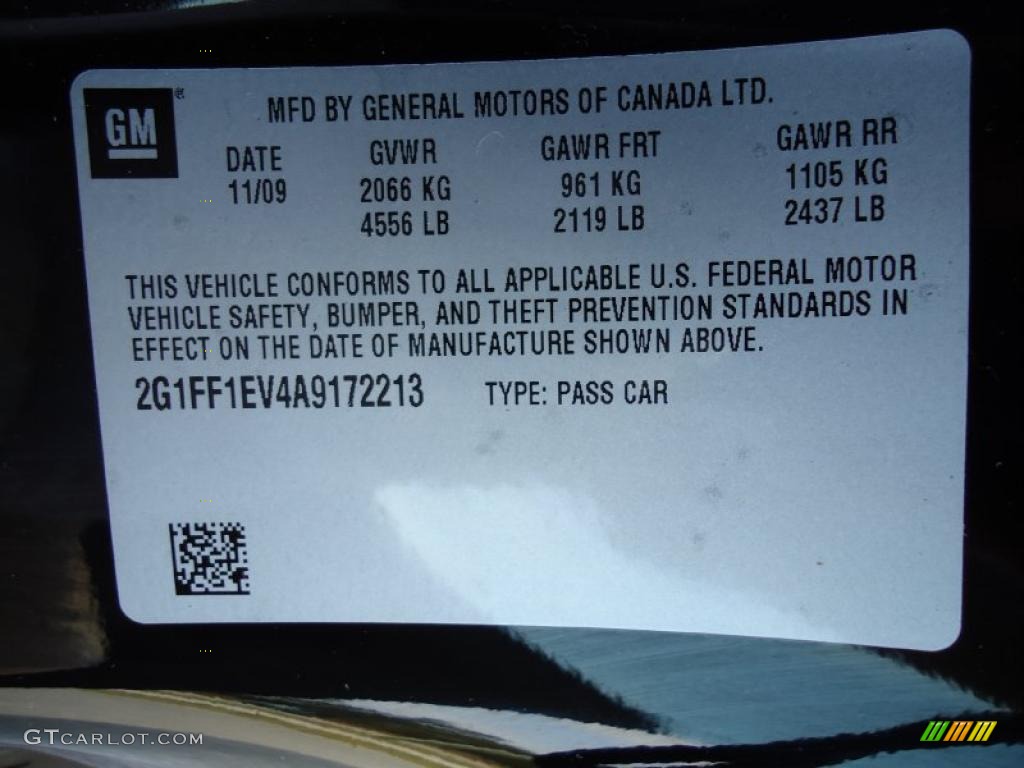 GM ®
MFD BY GENERAL MOTORS OF CANADA LTD.
DATE GVWR GAWR FRT GAWR RR
11/09 2066 KG 961 KG 1105 KG
4556 LB 2119 LB 2437 LB
THIS VEHICLE CONFORMS TO ALL APPLICABLE U.S. FEDERAL MOTOR
VEHICLE SAFETY, BUMPER, AND THEFT PREVENTION STANDARDS IN
EFFECT ON THE DATE OF MANUFACTURE SHOWN ABOVE.
2G1FF1EV4A9172213 TYPE: PASS CAR
GTCARLOT.COM